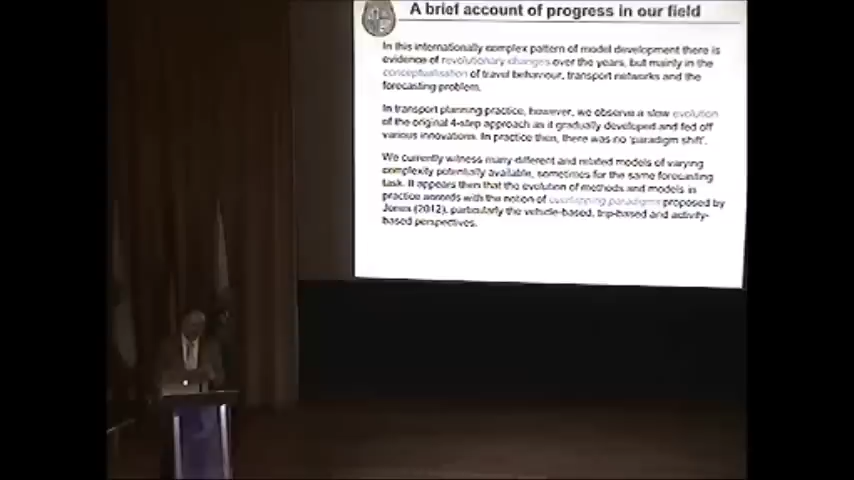 A brief account of progress in our field
In this internationally complex pattern of model development there is
evidence of revolutionary changes over the years, but mainly in the
conceptualisation of travel behaviour, transport networks and the
forecasting problem.
In transport planning practice, however, we observe a slow evolution
of the original 4-step approach as it gradually developed and fed off
various innovations. In practice then, there was no 'paradigm shift'.
We currently witness many different and related models of varying
complexity potentially available, sometimes for the same forecasting
task. It appears then that the evolution of methods and models in
practice accords with the notion of overlapping paradigms proposed by
Jones (2012), particularly the vehicle-based, trip-based and activity-
based perspectives.